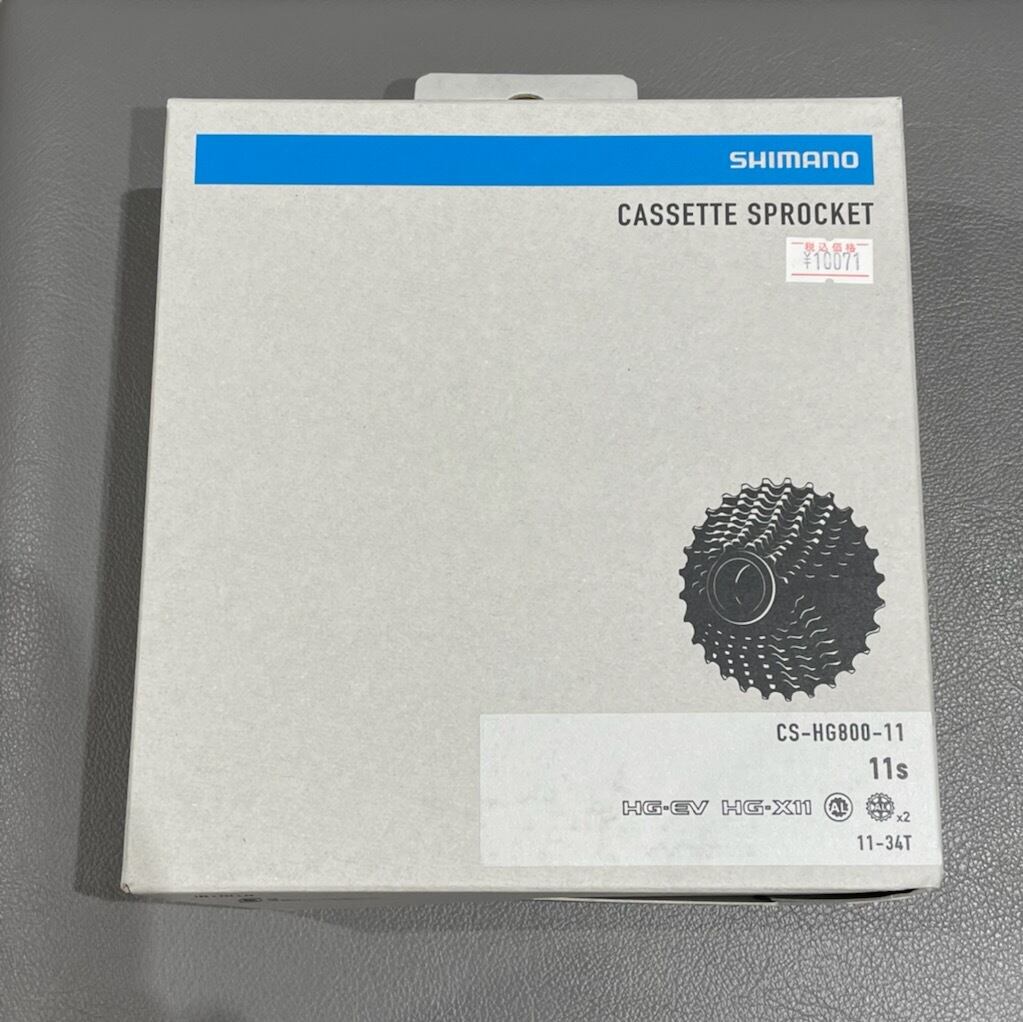 SHIMANO
CASSETTE SPROCKET
税込価格
¥10071
CS-HG800-11
11s
HG-EV HG-X11 AL x2
11-34T